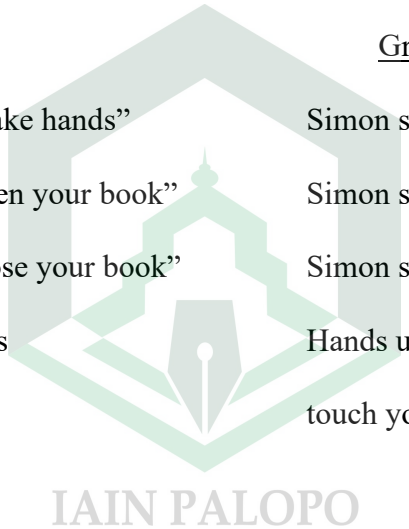 Gr
ake hands” Simon s
en your book” Simon s
ose your book” Simon s
s Hands u
touch yo
IAIN PALOPO